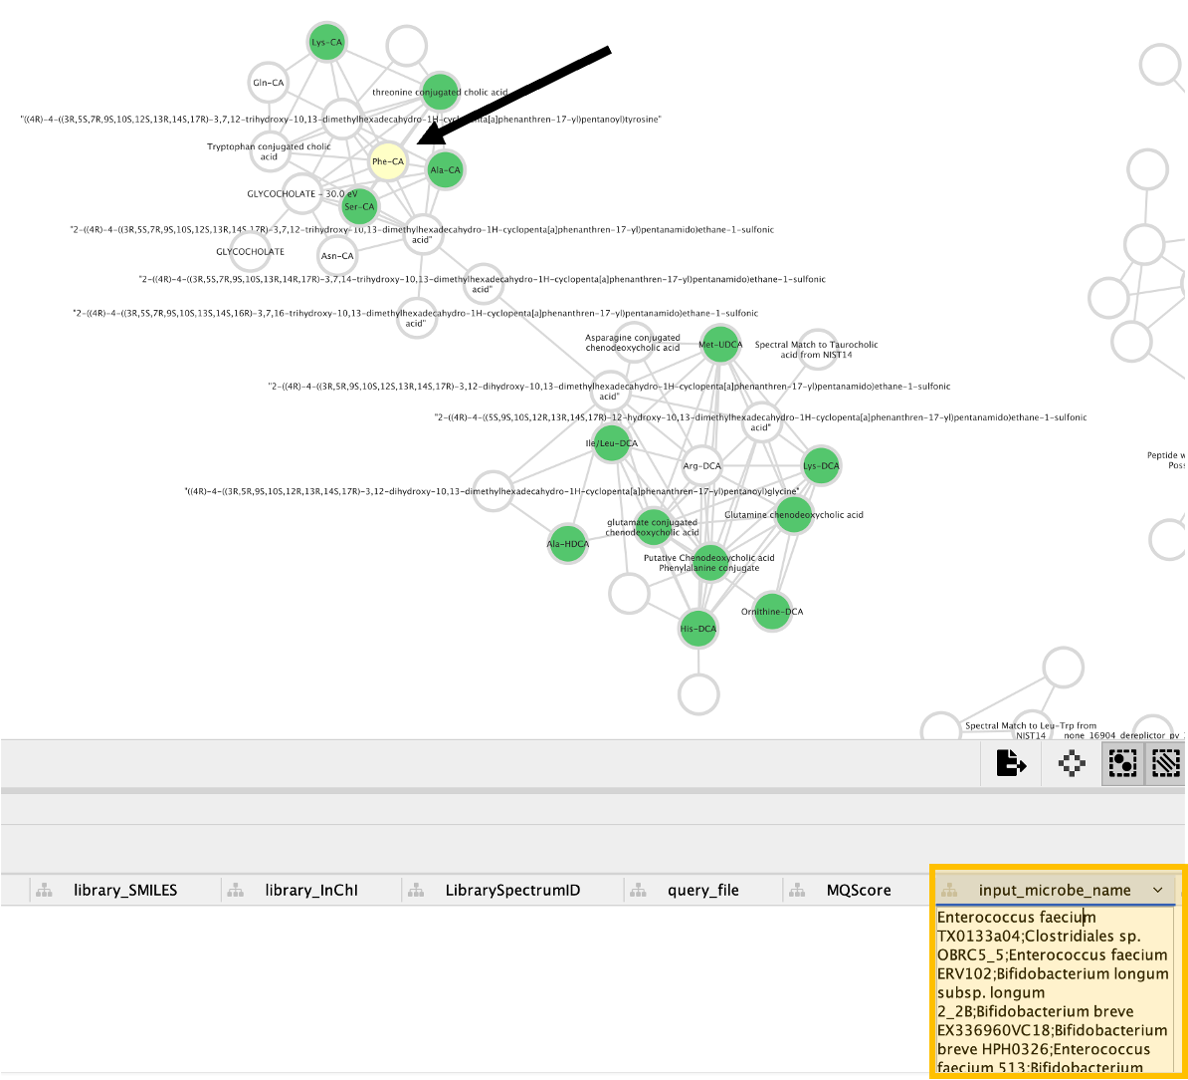 Lys-CA
Gln-CA
threonine conjugated cholic acid
"((4R)-4-((3R,5S,7R,9S,10S,12S,13R,14S,17R)-3,7,12-trihydroxy-10,13-dimethylhexadecahydro-1H-cyclopenta[a]phenanthren-17-yl)pentanoyl)tyrosine"
Tryptophan conjugated cholic
acid
Phe-CA
Ala-CA
GLYCOCHOLATE - 30.0 eV
Ser-CA
"2-((4R)-4-((3R,5S,7R,9S,10S,12S,13R,14S,17R)-3,7,12-trihydroxy-10,13-dimethylhexadecahydro-1H-cyclopenta[a]phenanthren-17-yl)pentanamido)ethane-1-sulfonic
acid"
GLYCOCHOLATE
Asn-CA
"2-((4R)-4-((3R,5S,7R,9S,10S,13R,14R,17R)-3,7,14-trihydroxy-10,13-dimethylhexadecahydro-1H-cyclopenta[a]phenanthren-17-yl)pentanamido)ethane-1-sulfonic
acid"
"2-((4R)-4-((3R,5S,7R,9S,10S,13S,14S,16R)-3,7,16-trihydroxy-10,13-dimethylhexadecahydro-1H-cyclopenta[a]phenanthren-17-yl)pentanamido)ethane-1-sulfonic
acid"
Asparagine conjugated
chenodeoxycholic acid
Met-UDCA
Spectral Match to Taurocholic
acid from NIST14
"2-((4R)-4-((3R,5R,9S,10S,12S,13R,14S,17R)-3,12-dihydroxy-10,13-dimethylhexadecahydro-1H-cyclopenta[a]phenanthren-17-yl)pentanamido)ethane-1-sulfonic
acid"
"2-((4R)-4-((5S,9S,10S,12R,13R,14S,17R)-12-hydroxy-10,13-dimethylhexadecahydro-1H-cyclopenta[a]phenanthren-17-yl)pentanamido)ethane-1-sulfonic
acid"
Ile/Leu-DCA
Arg-DCA
Lys-DCA
Peptide w
Pos
"((4R)-4-((3R,5R,9S,10S,12R,13R,14S,17R)-3,12-dihydroxy-10,13-dimethylhexadecahydro-1H-cyclopenta[a]phenanthren-17-yl)pentanoyl)glycine"
Glutamine chenodeoxycholic acid
glutamate conjugated
chenodeoxycholic acid
Ala-HDCA
Putative Chenodeoxycholic acid
Phenylalanine conjugate
Ornithine-DCA
His-DCA
Spectral Match to Leu-Trp from
NIST14
none_16904_dereplictor_pv_
library_SMILES
library_InChI
LibrarySpectrumID
query_file
MQScore
input_microbe_name
Enterococcus faecium
TX0133a04;Clostridiales sp.
OBRC5_5;Enterococcus faecium
ERV102;Bifidobacterium longum
subsp. longum
2_2B;Bifidobacterium breve
EX336960VC18;Bifidobacterium
breve HPH0326;Enterococcus
faecium 513;Bifidobacterium